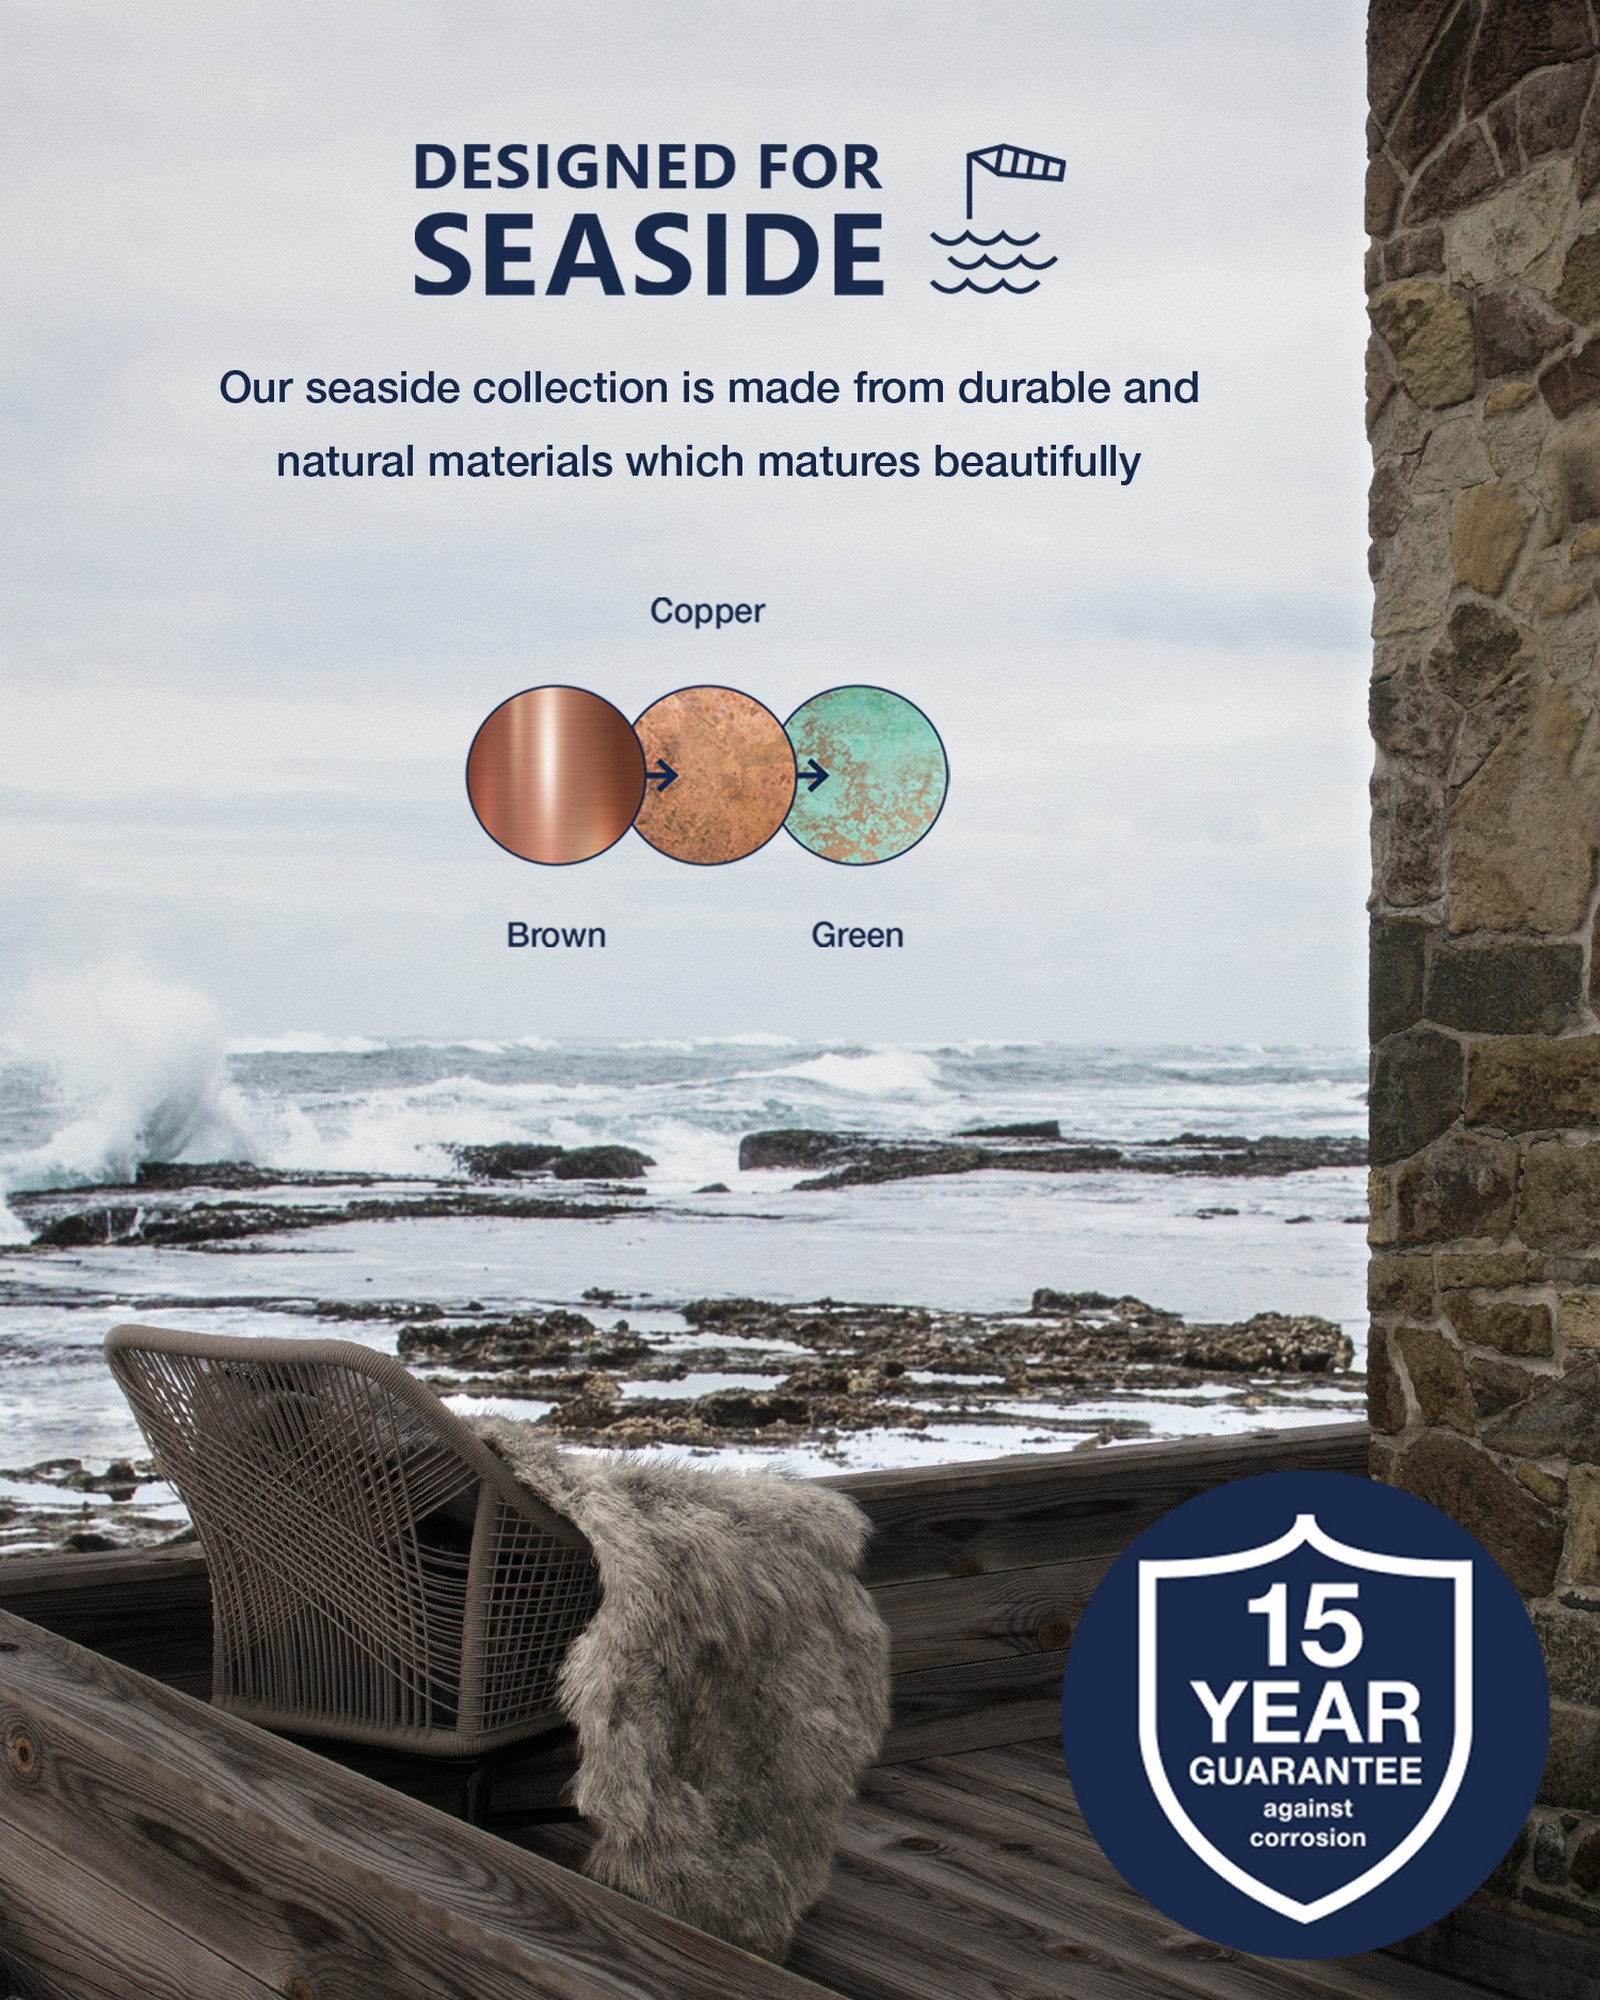 DESIGNED FOR
SEASIDE
Our seaside collection is made from durable and
natural materials which matures beautifully
Copper
Brown
Green
15
YEAR
GUARANTEE
against
corrosion